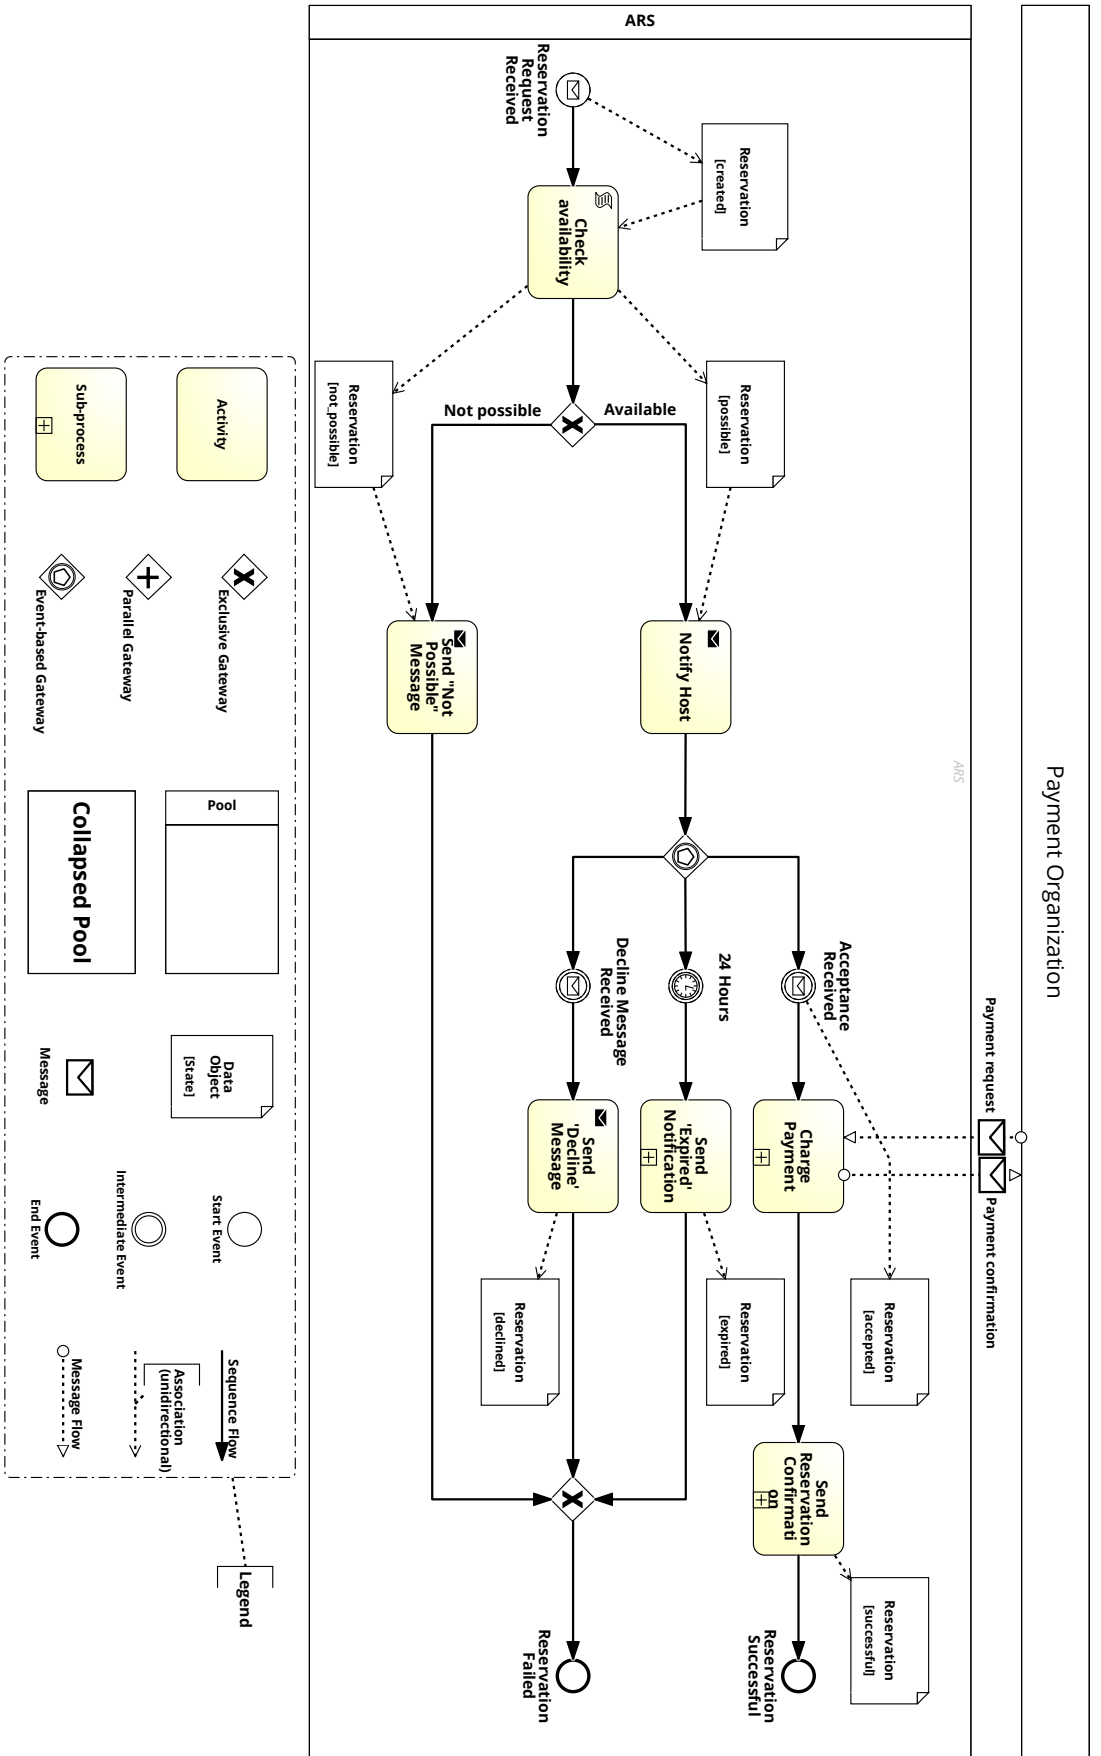 Payment Organization
ARS
ARS
Payment request
Payment confirmation
Reservation
Request
Received
Reservation
[created]
Check
availability
Reservation
[possible]
Reservation
[not_possible]
Available
Not possible
Notify Host
Send "Not
Possible"
Message
Acceptance
Received
24 Hours
Decline Message
Received
Charge
Payment
Send
'Expired'
Notification
Send
'Decline'
Message
Reservation
[accepted]
Reservation
[expired]
Reservation
[declined]
Send
Reservation
Confirmati
on
Reservation
[successful]
Reservation
Successful
Reservation
Failed
Activity
Sub-process
Exclusive Gateway
Parallel Gateway
Event-based Gateway
Pool
Collapsed Pool
Data
Object
[State]
Message
Start Event
Intermediate Event
End Event
Sequence Flow
Association
(unidirectional)
Message Flow
Legend